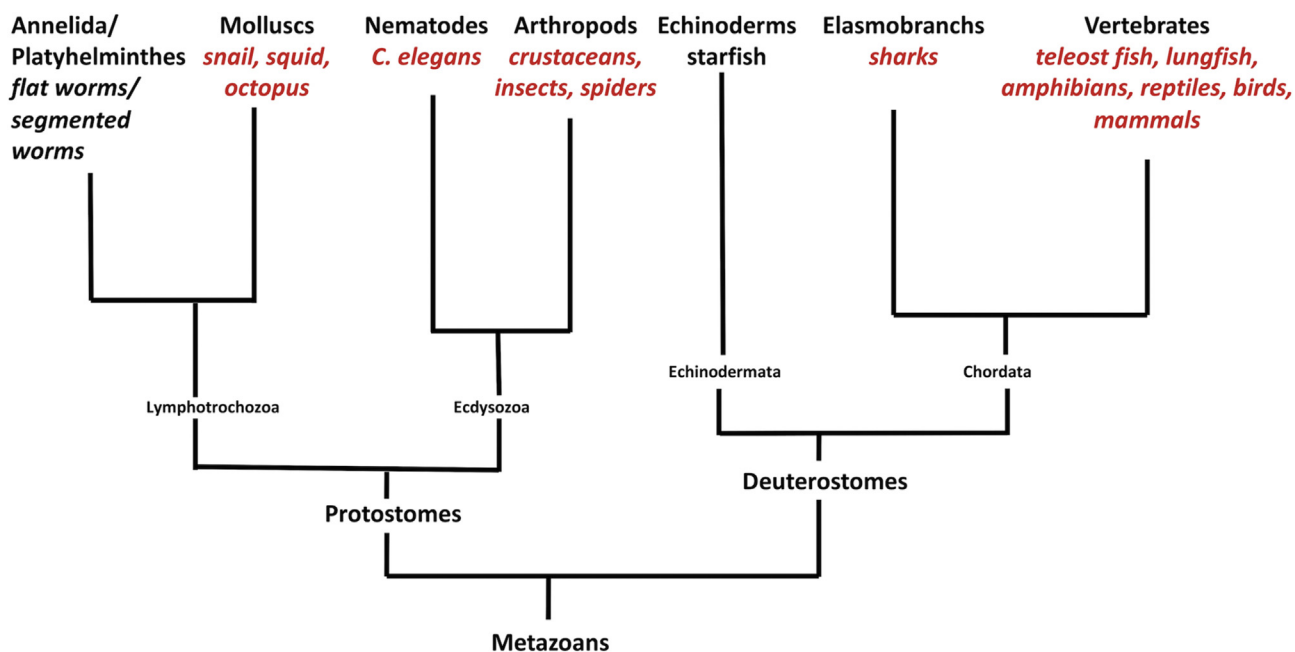 Annelida/
Platyhelminthes
flat worms/
segmented
worms
Molluscs
snail, squid,
octopus
Nematodes
C. elegans
Arthropods
crustaceans,
insects, spiders
Echinoderms
starfish
Elasmobranchs
sharks
Vertebrates
teleost fish, lungfish,
amphibians, reptiles, birds,
mammals
Echinodermata
Chordata
Lymphotrochozoa
Ecdysozoa
Deuterostomes
Protostomes
Metazoans